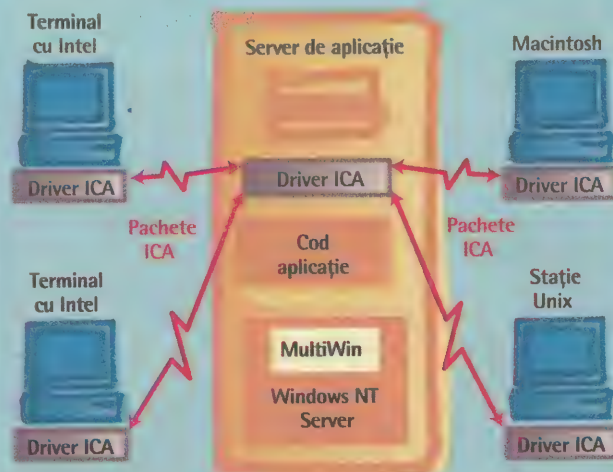 Terminal
cu Intel
Driver ICA
Server de aplicație
Driver ICA
Macintosh
Driver ICA
Pachete
ICA
Cod
aplicație
Pachete
ICA
Terminal
cu Intel
Driver ICA
MultiWin
Windows NT
Server
Stație
Unix
Driver ICA